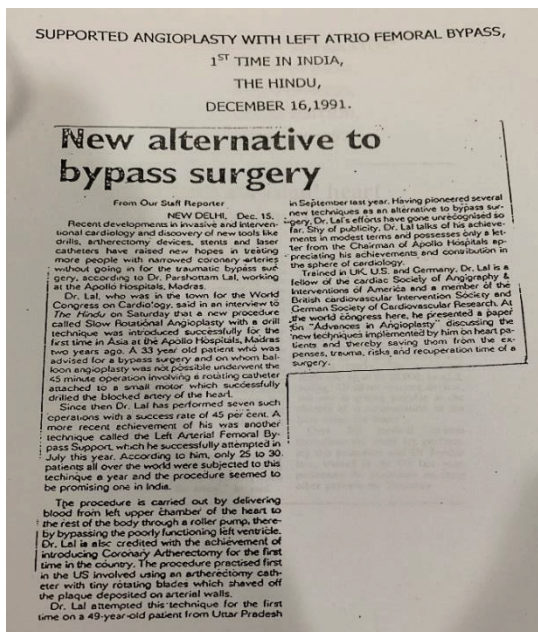 SUPPORTED ANGIOPLASTY WITH LEFT ATRIO FEMORAL BYPASS,
1ST TIME IN INDIA,
THE HINDU,
DECEMBER 16,1991.
New alternative to
bypass surgery
From Our Staff Reporter
NEW DELHI, Dec. 15.
Recent developments in invasive and interven-
tional cardiology and discovery of new tools like
drills, artherectomy devices, stents and laser
catheters have raised new hopes in treating
more people with narrowed coronary arteries
without going in for the traumatic bypass sur-
gery, according to Dr. Parshottam Lal, working
at the Apollo Hospitals, Madras.
Dr. Lal, who was in the town for the World
Congress on Cardiology, said in an interview to
The Hindu on Saturday that a new procedure
called Slow Rotational Angioplasty with a drill
technique was introduced successfully for the
first time in Asia at the Apollo Hospitals, Madras
two years ago. A 33 year old patient who was
advised for a bypass surgery and on whom bal-
loon angioplasty was not possible underwent the
45 minute operation involving a rotating catheter
attached to a small motor which successfully
drilled the blocked artery of the heart.
Since then Dr. Lal has performed seven such
operations with a success rate of 45 per cent. A
more recent achievement of his was another
technique called the Left Arterial Femoral By-
pass Support, which he successfully attempted in
July this year. According to him, only 25 to 30
patients all over the world were subjected to this
techinque a year and the procedure seemed to
be promising one in India.
The procedure is carried out by delivering
blood from left upper chamber of the heart to
the rest of the body through a roller pump, there-
by bypassing the poorly functioning left ventricle.
Dr. Lal is also credited with the achievement of
introducing Coronary Artherectomy for the first
time in the country. The procedure practised first
in the US involved using an artherectomy cath-
eter with tiny rotating blades which shaved off
the plaque deposited on arterial walls.
Dr. Lal attempted this technique for the first
time on a 49-year-old patient from Uttar Pradesh
in September last year. Having pioneered several
new techniques as an alternative to bypass sur-
gery, Dr. Lal's efforts have gone unrecognised so
far. Shy of publicity, Dr. Lal talks of his achieve-
ments in modest terms and possesses only a let-
ter from the Chairman of Apollo Hospitals ap-
preciating his achievements and contribution in
the sphere of cardiology.
Trained in UK, U.S. and Germany, Dr. Lal is a
fellow of the cardiac Society of Angigraphy &
Interventions of America and a member of the
British cardiovascular Intervention Society and
German Society of Cardiovascular Research. At
the world congress here, he presented a paper
on "Advances in Angioplasty" discussing the
new techniques implemented by him on heart pa-
tients and thereby saving them from the ex-
penses, trauma, risks and recuperation time of a
surgery.